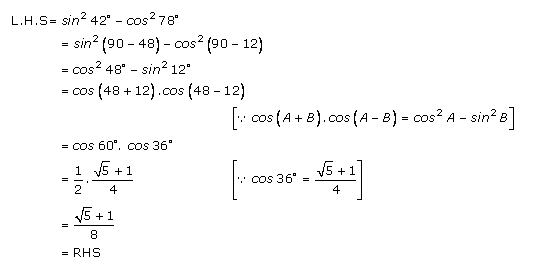 L.H.S = sin² 42° − cos² 78°
= sin² (90 − 48) − cos² (90 − 12)
= cos² 48° − sin² 12°
= cos (48 + 12) . cos (48 − 12)
[∵ cos (A + B) . cos (A − B) = cos² A − sin² B]
= cos 60°. cos 36°
= 1/2 . (√5 + 1)/4 [∵ cos 36° = (√5 + 1)/4]
= (√5 + 1)/8
= RHS